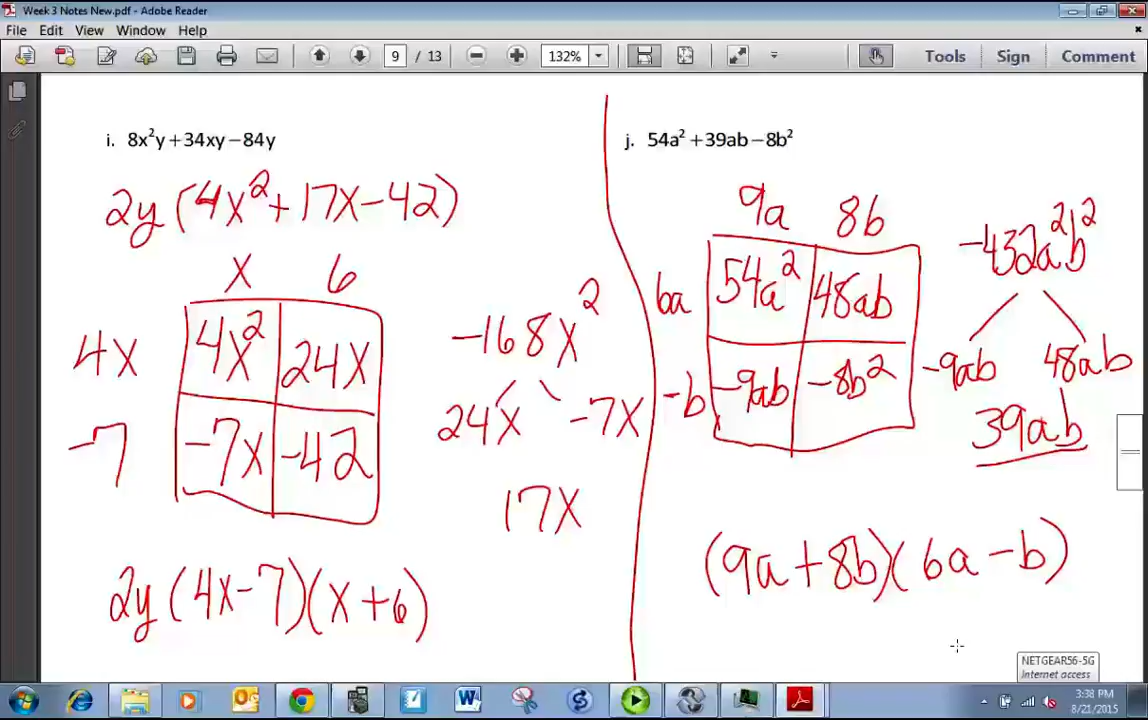 Week 3 Notes New.pdf - Adobe Reader
File Edit View Window Help
9 / 13 132% Tools Sign Comment
i. 8x²y+34xy−84y
2y(4x²+17x−42)
x 6
4x 4x² 24x
-7 -7x -42
-168x²
24x -7x
17x
2y(4x-7)(x+6)
j. 54a² +39ab−8b²
9a 8b
6a 54a² 48ab
-b -9ab -8b²
-432a²b²
-9ab 48ab
39ab
(9a+8b)(6a-b)
NETGEAR56-5G
Internet access
3:38 PM
8/21/2015